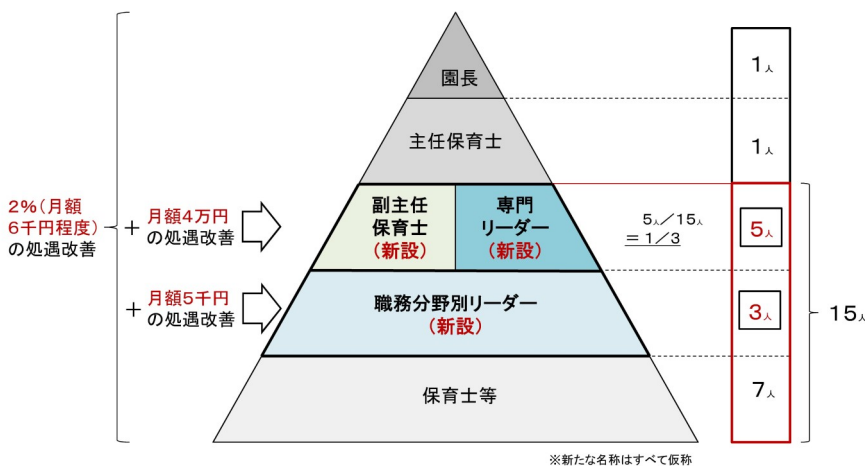 園長
1人
主任保育士
1人
2%(月額
6千円程度)
の処遇改善
+
月額4万円
の処遇改善
副主任
保育士
(新設)
専門
リーダー
(新設)
5人/15人
=1/3
5人
+
月額5千円
の処遇改善
職務分野別リーダー
(新設)
3人
15人
保育士等
7人
※新たな名称はすべて仮称